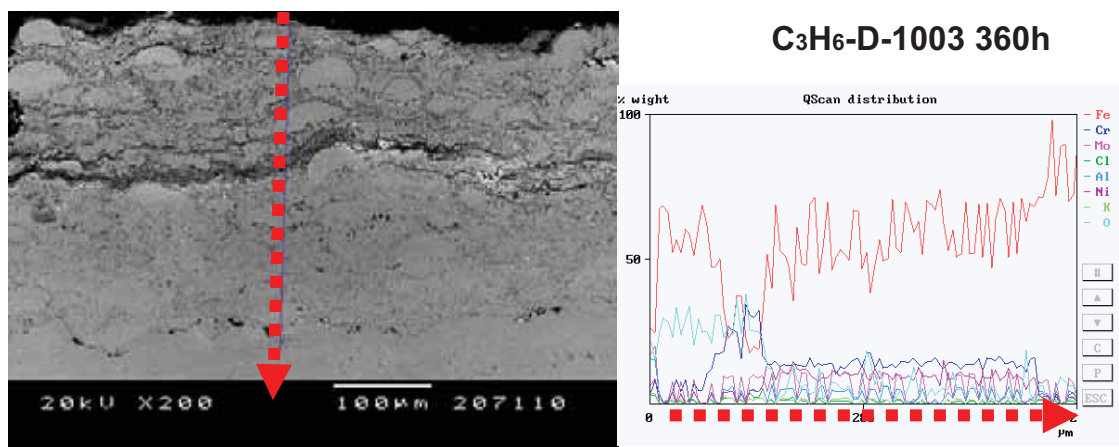 C3H6-D-1003 360h
% wight
QScan distribution
100
50
0
Fe
Cr
Mo
Cl
Al
Ni
K
O
#
▲
▼
C
P
ESC
µm
20kU X200 100µm 207110